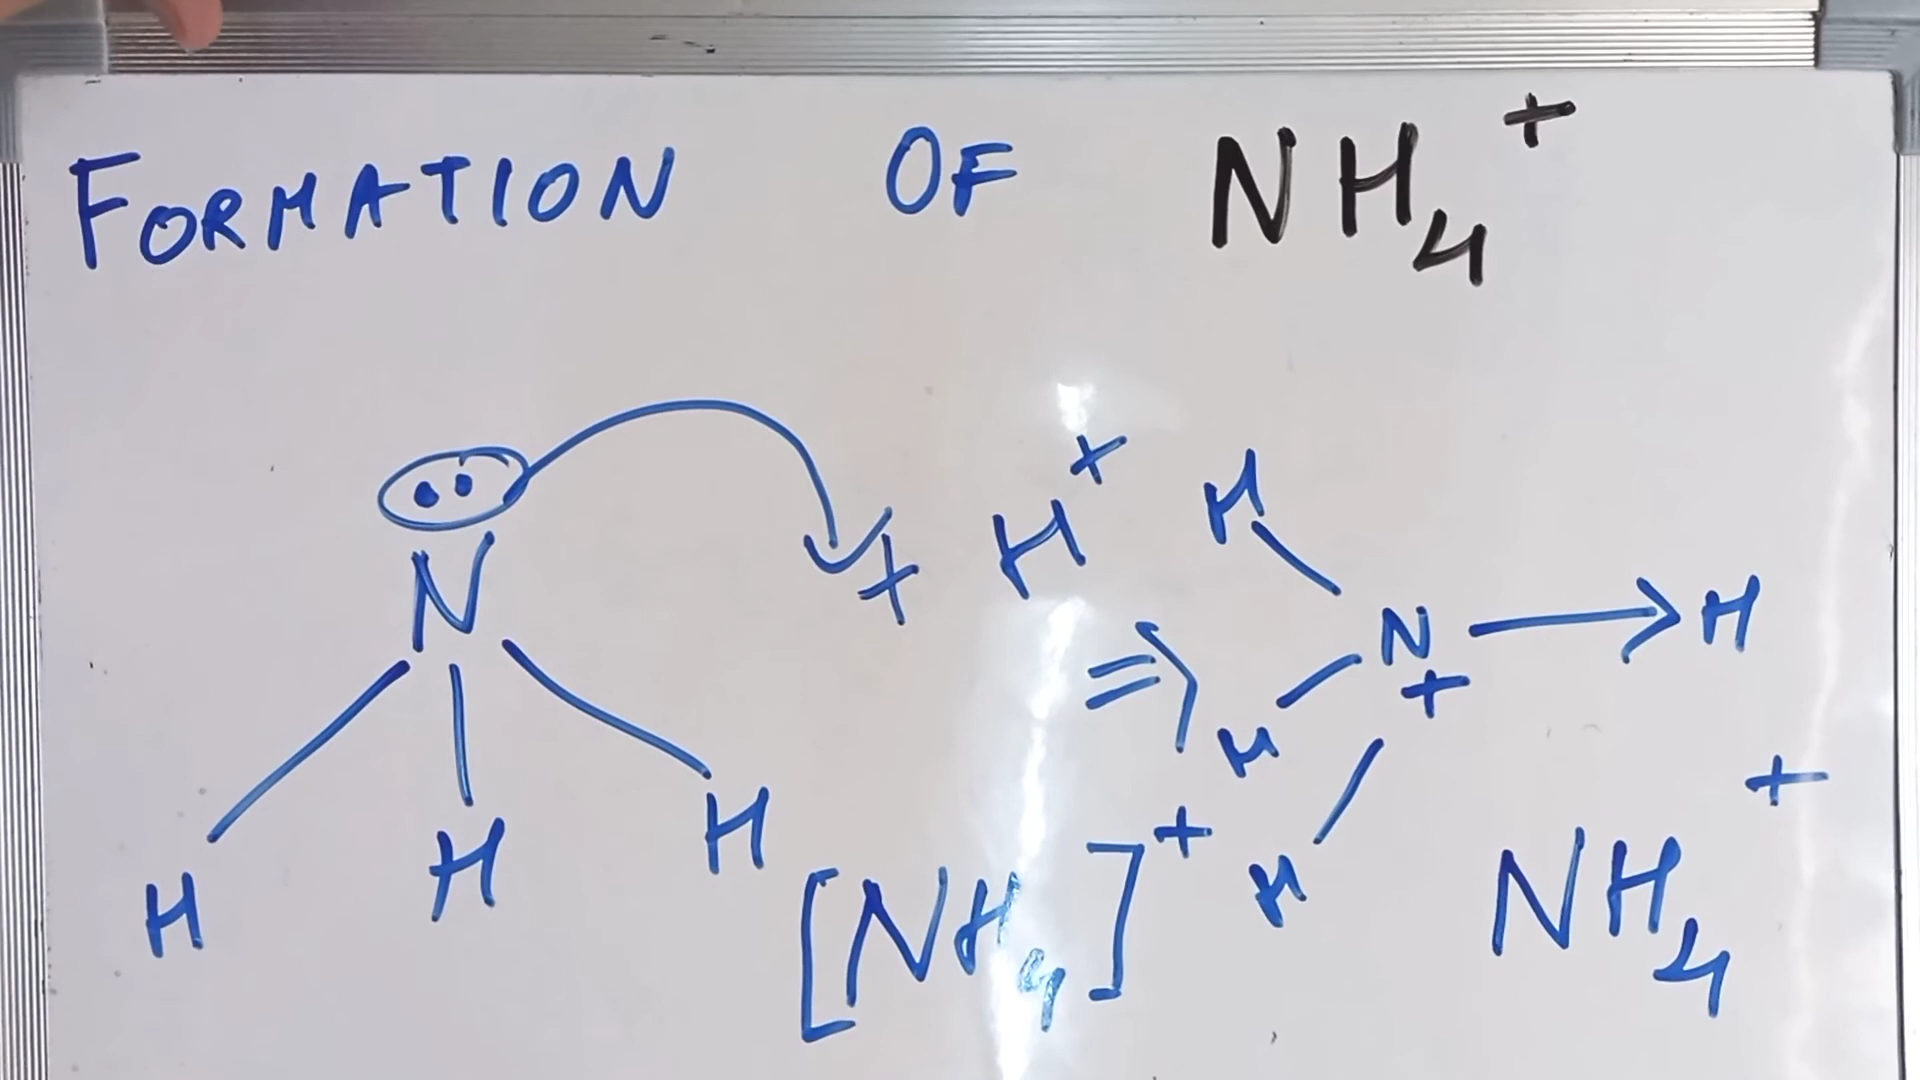 FORMATION OF NH₄⁺
N + H⁺
H H H
⇒
H
N → H
+
H
H
[NH₄]⁺
NH₄⁺